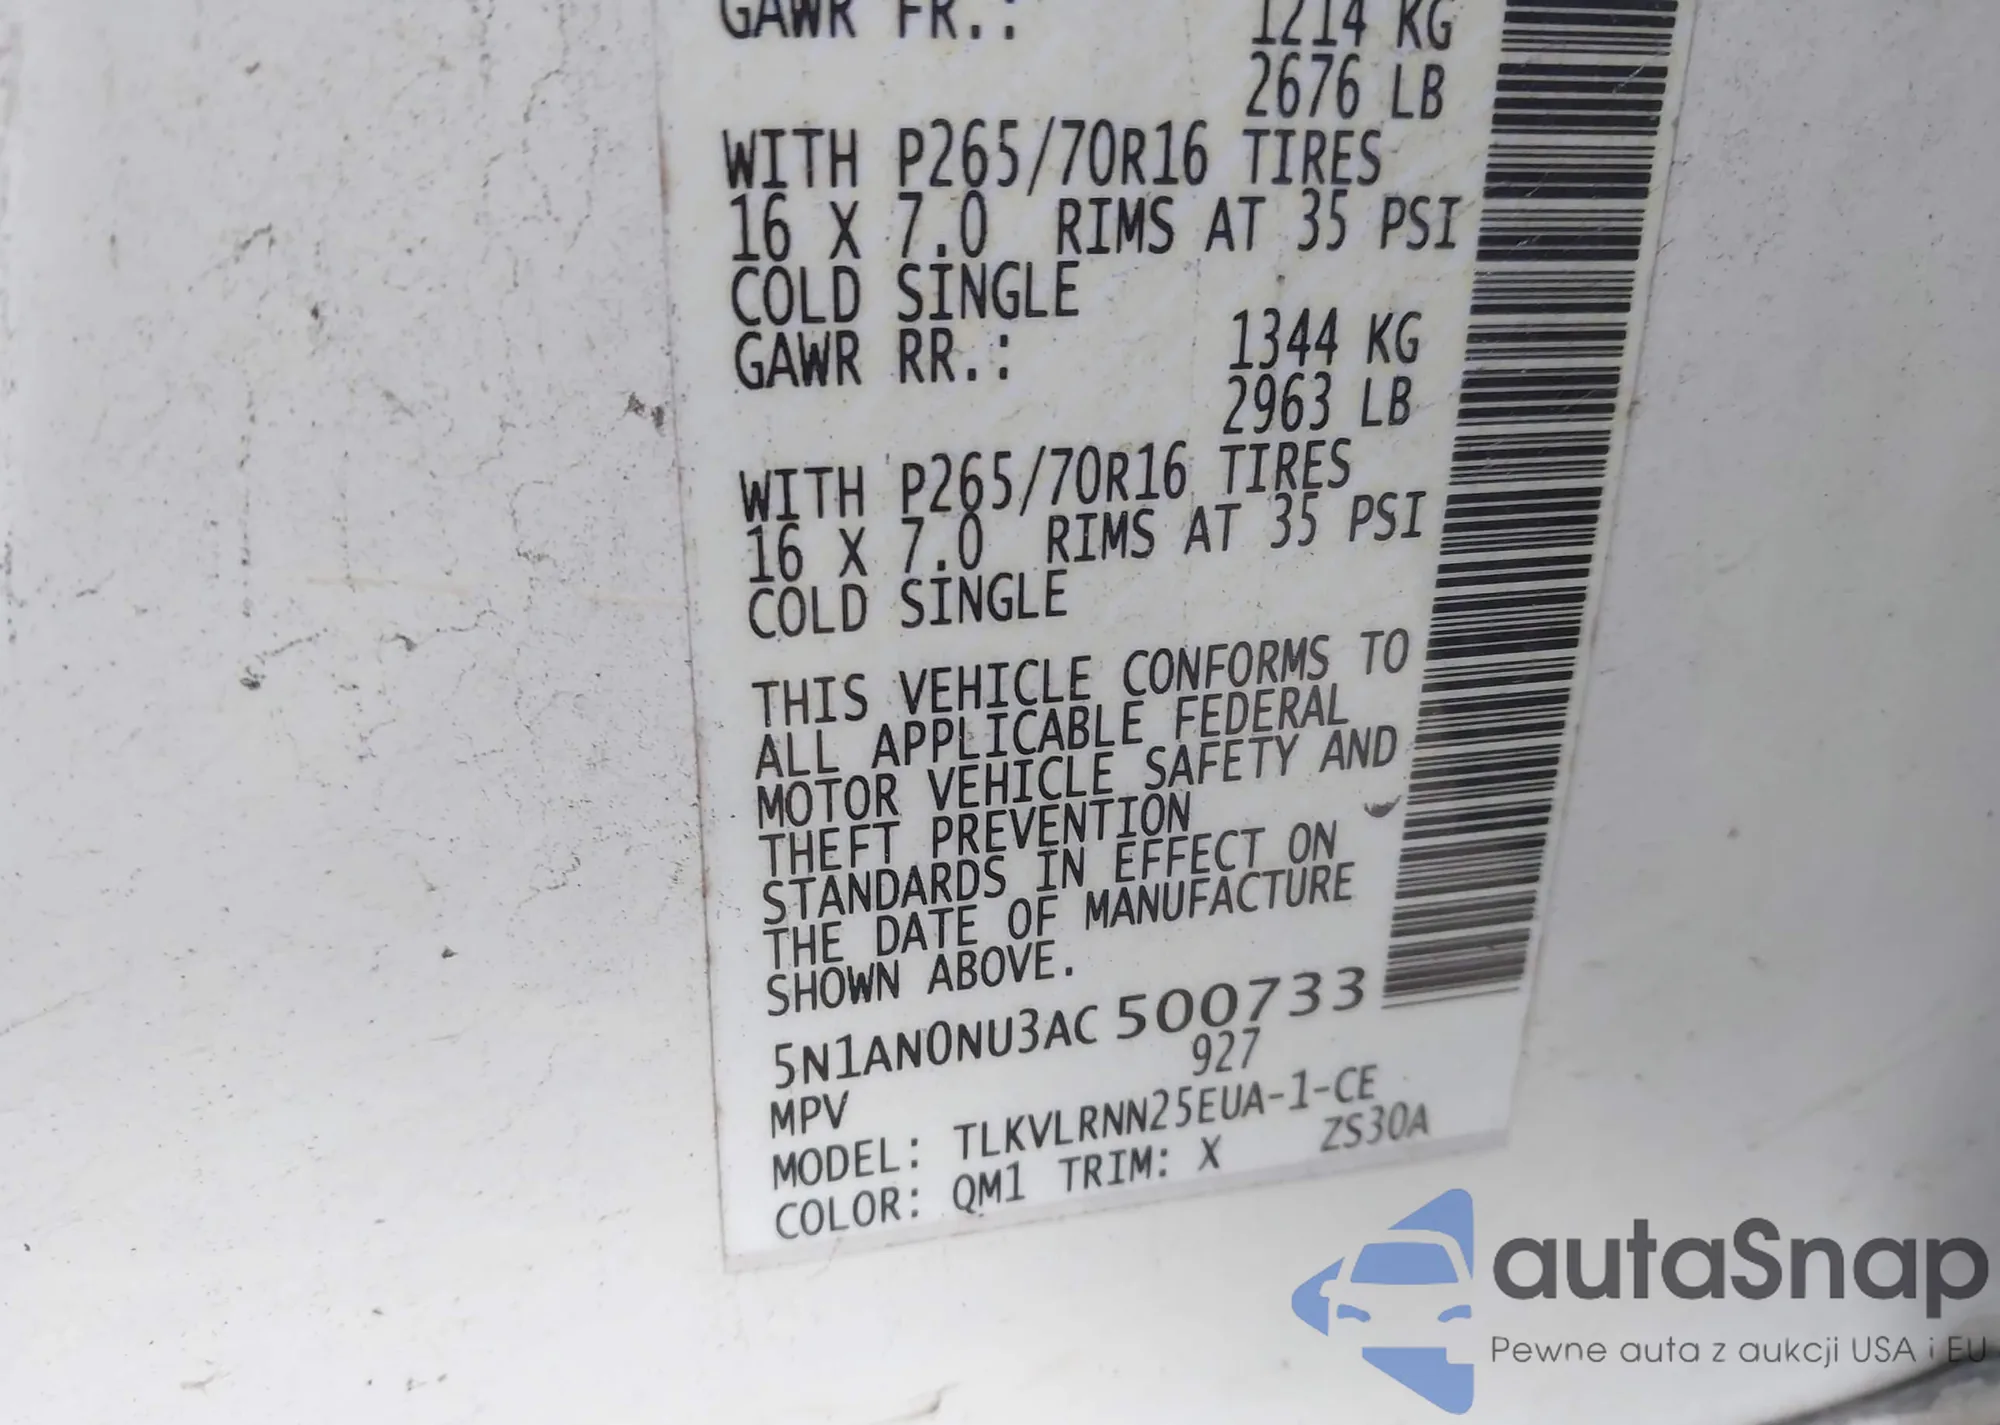 GAWR FR.: 1214 KG
2676 LB
WITH P265/70R16 TIRES
16 X 7.0 RIMS AT 35 PSI
COLD SINGLE
GAWR RR.: 1344 KG
2963 LB
WITH P265/70R16 TIRES
16 X 7.0 RIMS AT 35 PSI
COLD SINGLE
THIS VEHICLE CONFORMS TO
ALL APPLICABLE FEDERAL
MOTOR VEHICLE SAFETY AND
THEFT PREVENTION
STANDARDS IN EFFECT ON
THE DATE OF MANUFACTURE
SHOWN ABOVE.
5N1AN0NU3AC500733
MPV 927
MODEL: TLKVLRNN25EUA-1-CE
COLOR: QM1 TRIM: X ZS30A
autaSnap
Pewne auta z aukcji USA i EU